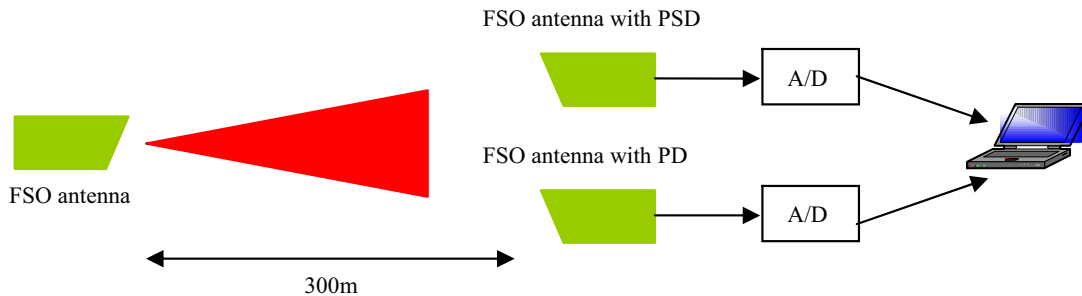 FSO antenna with PSD
A/D
FSO antenna with PD
FSO antenna
A/D
300m